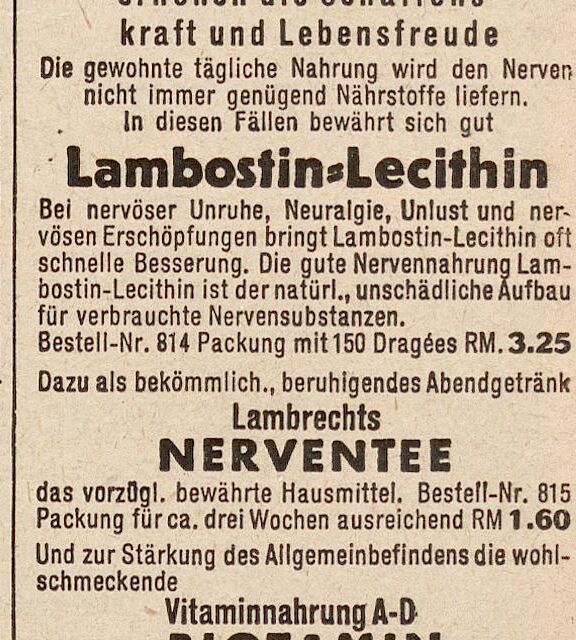 erhöhen die Schaffens
kraft und Lebensfreude
Die gewohnte tägliche Nahrung wird den Nerven
nicht immer genügend Nährstoffe liefern.
In diesen Fällen bewährt sich gut
Lambostin=Lecithin
Bei nervöser Unruhe, Neuralgie, Unlust und ner-
vösen Erschöpfungen bringt Lambostin-Lecithin oft
schnelle Besserung. Die gute Nervennahrung Lam-
bostin-Lecithin ist der natürl., unschädliche Aufbau
für verbrauchte Nervensubstanzen.
Bestell-Nr. 814 Packung mit 150 Dragées RM. 3.25
Dazu als bekömmlich., beruhigendes Abendgetränk
Lambrechts
NERVENTEE
das vorzügl. bewährte Hausmittel. Bestell-Nr. 815
Packung für ca. drei Wochen ausreichend RM 1.60
Und zur Stärkung des Allgemeinbefindens die wohl-
schmeckende
Vitaminnahrung A-D